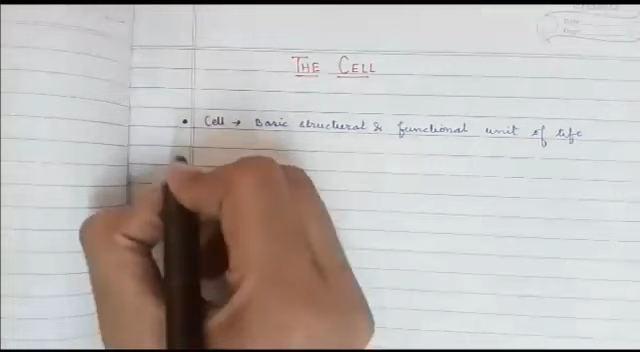 THE CELL
• Cell → Basic structural & functional unit of life